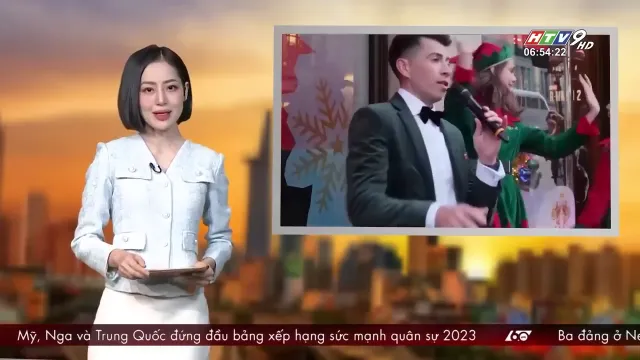 HTV9 HD
06:54:22
Mỹ, Nga và Trung Quốc đứng đầu bảng xếp hạng sức mạnh quân sự 2023 Ba đảng ở Ne